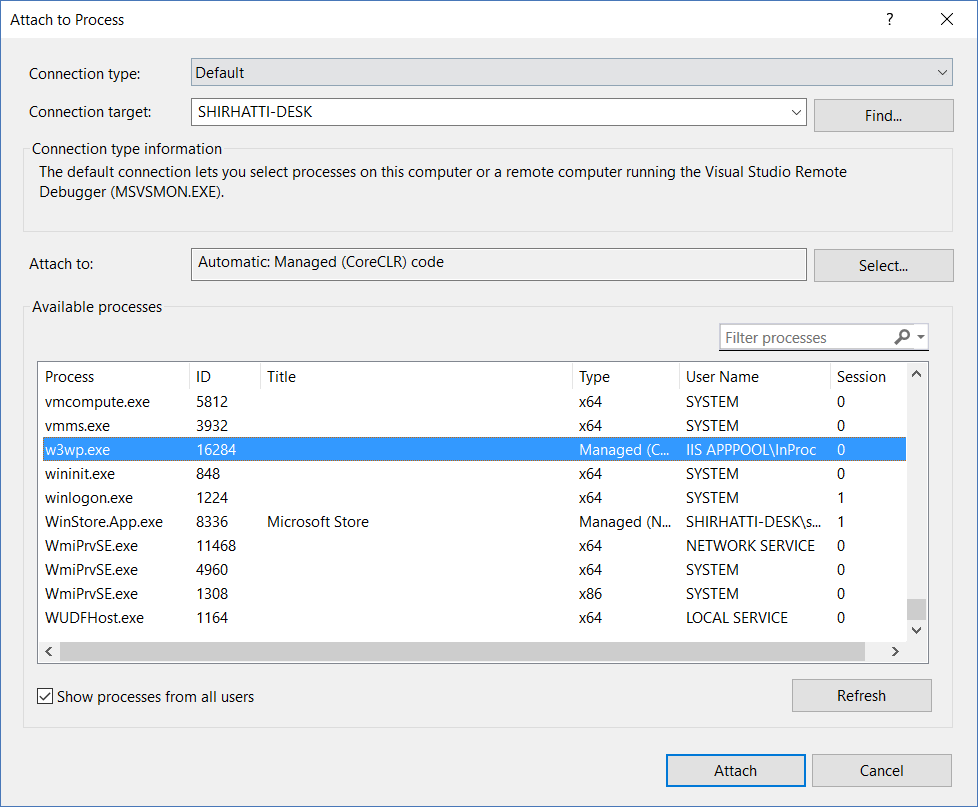 Attach to Process
?
Connection type: Default
Connection target: SHIRHATTI-DESK Find...
Connection type information
The default connection lets you select processes on this computer or a remote computer running the Visual Studio Remote
Debugger (MSVSMON.EXE).
Attach to: Automatic: Managed (CoreCLR) code Select...
Available processes
Filter processes
Process ID Title Type User Name Session
vmcompute.exe 5812 x64 SYSTEM 0
vmms.exe 3932 x64 SYSTEM 0
w3wp.exe 16284 Managed (C... IIS APPPOOL\InProc 0
wininit.exe 848 x64 SYSTEM 0
winlogon.exe 1224 x64 SYSTEM 1
WinStore.App.exe 8336 Microsoft Store Managed (N... SHIRHATTI-DESK\s... 1
WmiPrvSE.exe 11468 x64 NETWORK SERVICE 0
WmiPrvSE.exe 4960 x64 SYSTEM 0
WmiPrvSE.exe 1308 x86 SYSTEM 0
WUDFHost.exe 1164 x64 LOCAL SERVICE 0
Show processes from all users Refresh
Attach Cancel